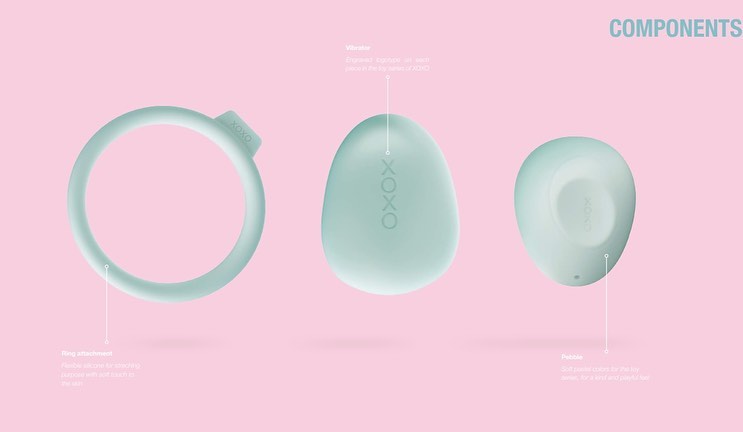 COMPONENTS
Vibrator
Engraved logotype on each
piece in the toy series of XOXO
XOXO
XOXO
XOXO
Ring attachment
Flexible silicone for attaching
purpose with soft touch to
the skin
Pebble
Soft pastel colors for the toy
series, for a kind and playful feel